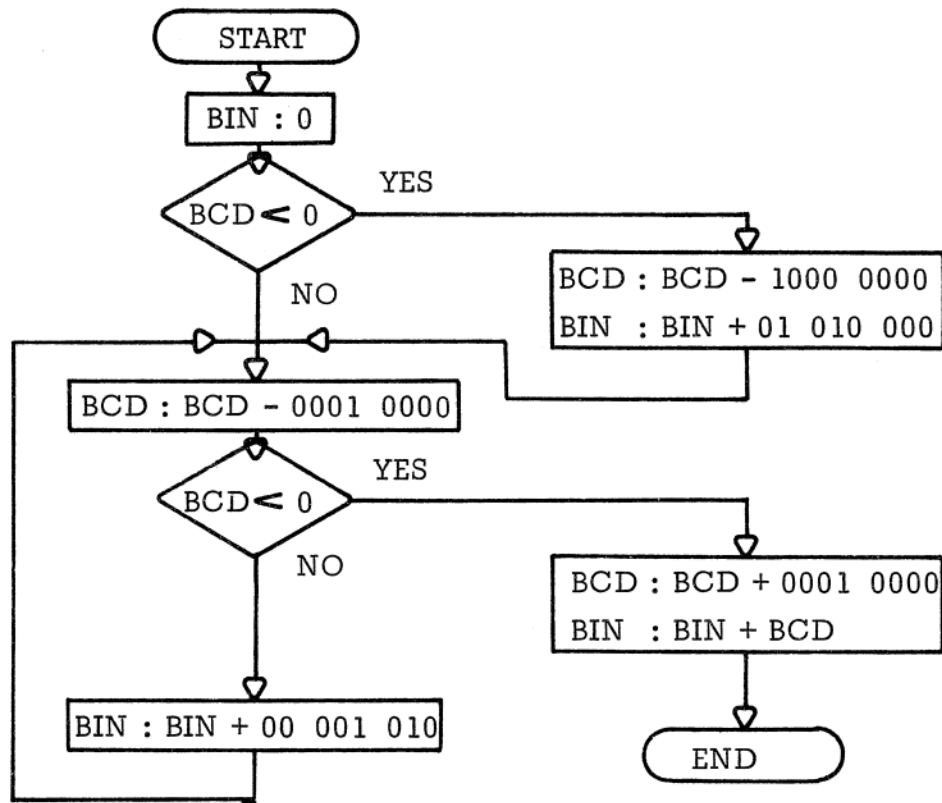 START
BIN : 0
BCD < 0
YES
BCD : BCD - 1000 0000
BIN : BIN + 01 010 000
NO
BCD : BCD - 0001 0000
BCD < 0
YES
NO
BCD : BCD + 0001 0000
BIN : BIN + BCD
BIN : BIN + 00 001 010
END